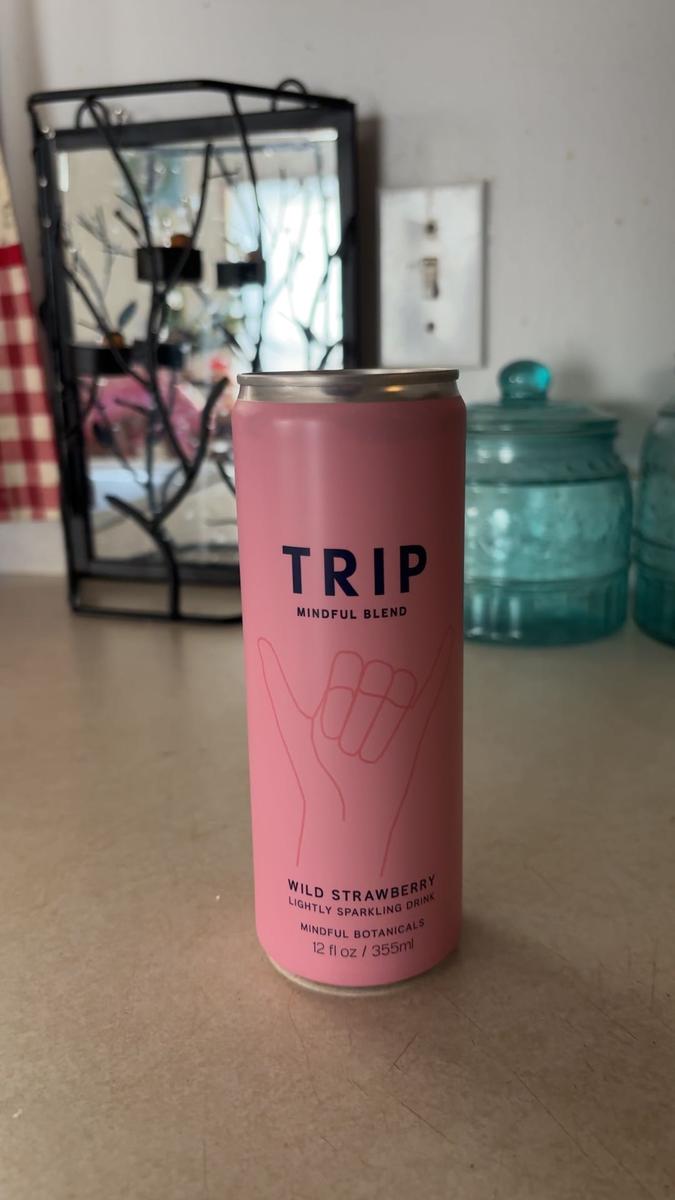 TRIP
MINDFUL BLEND
WILD STRAWBERRY
LIGHTLY SPARKLING DRINK
MINDFUL BOTANICALS
12 fl oz / 355ml